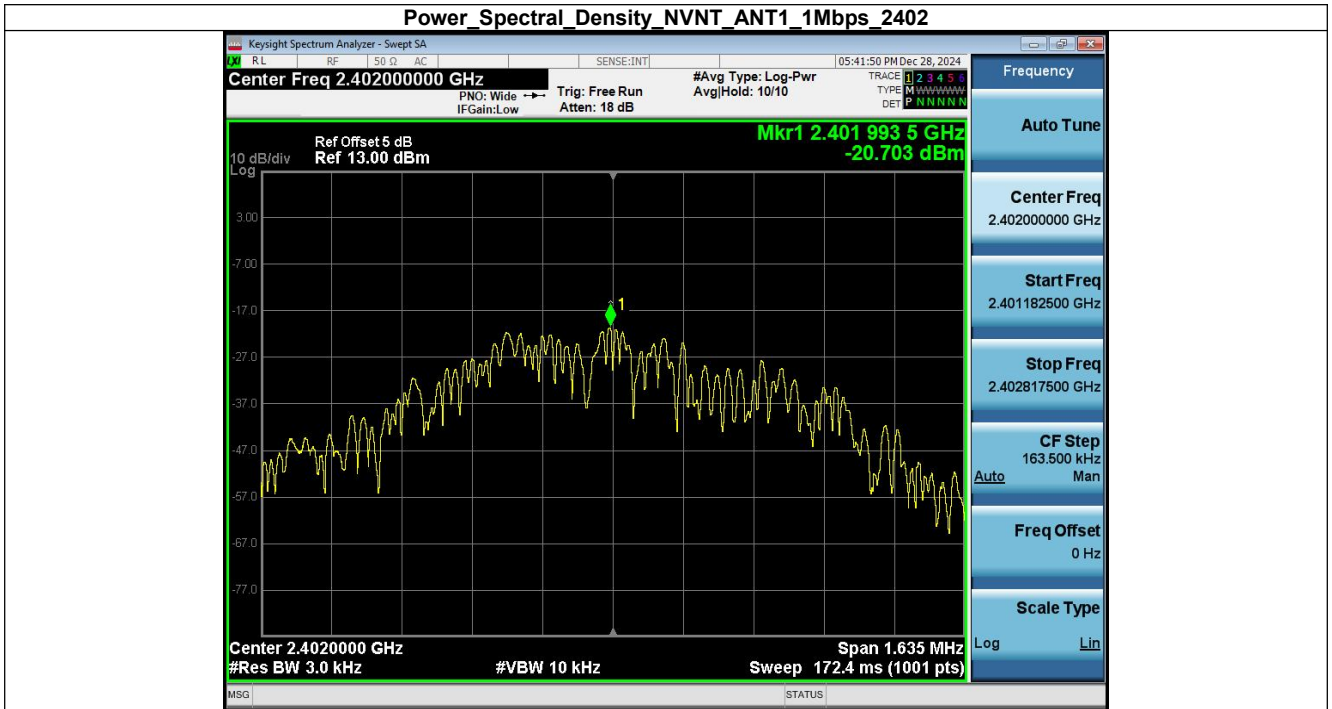 Power_Spectral_Density_NVNT_ANT1_1Mbps_2402
Keysight Spectrum Analyzer - Swept SA
LXI RL RF 50 Ω AC SENSE:INT 05:41:50 PM Dec 28, 2024
Center Freq 2.402000000 GHz
PNO: Wide
IFGain:Low
Trig: Free Run
Atten: 18 dB
#Avg Type: Log-Pwr
Avg|Hold: 10/10
TRACE 1 2 3 4 5 6
TYPE M WWWWW
DET P N N N N N
Mkr1 2.401 993 5 GHz
-20.703 dBm
Ref Offset 5 dB
10 dB/div Ref 13.00 dBm
Log
3.00
-7.00
-17.0
1
-27.0
-37.0
-47.0
-57.0
-67.0
-77.0
Center 2.4020000 GHz Span 1.635 MHz
#Res BW 3.0 kHz #VBW 10 kHz Sweep 172.4 ms (1001 pts)
MSG STATUS
Frequency
Auto Tune
Center Freq
2.402000000 GHz
Start Freq
2.401182500 GHz
Stop Freq
2.402817500 GHz
CF Step
163.500 kHz
Auto Man
Freq Offset
0 Hz
Scale Type
Log Lin